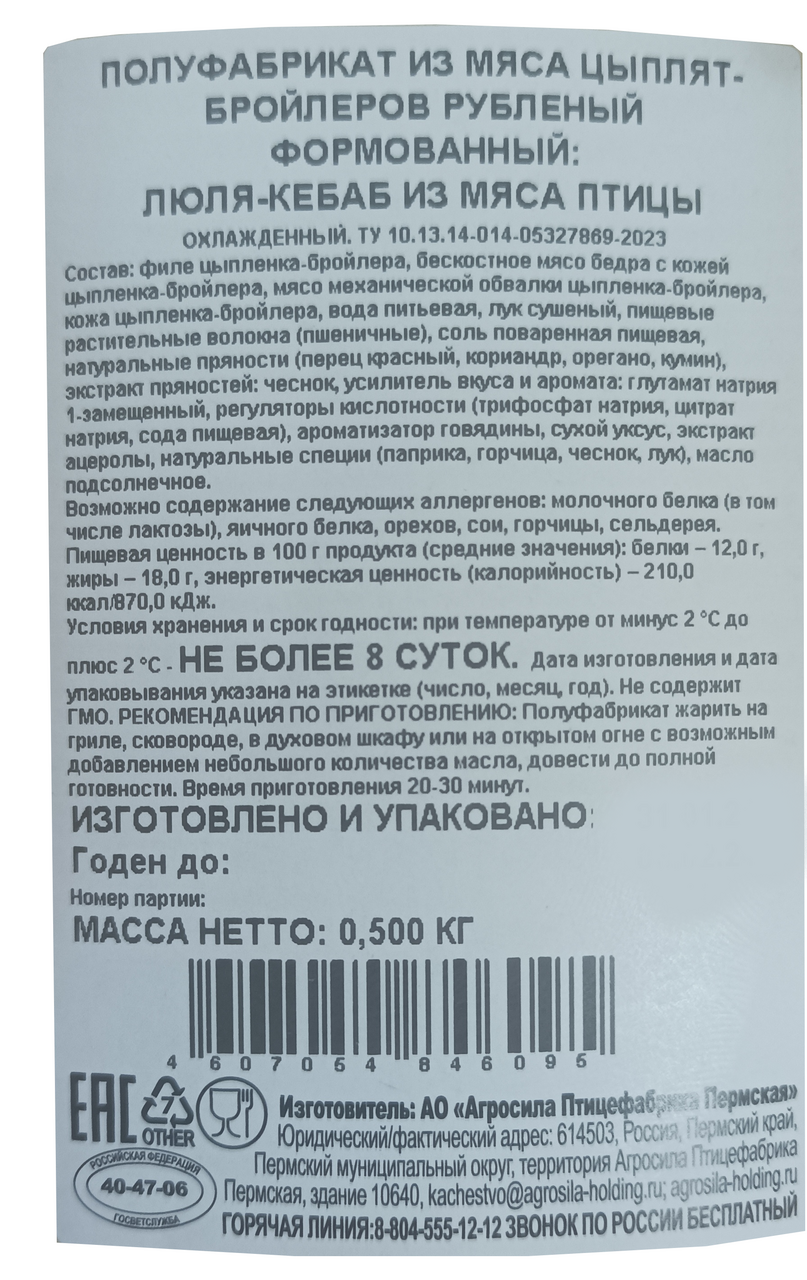 ПОЛУФАБРИКАТ ИЗ МЯСА ЦЫПЛЯТ-
БРОЙЛЕРОВ РУБЛЕНЫЙ
ФОРМОВАННЫЙ:
ЛЮЛЯ-КЕБАБ ИЗ МЯСА ПТИЦЫ
ОХЛАЖДЕННЫЙ. ТУ 10.13.14-014-05327869-2023
Состав: филе цыпленка-бройлера, бескостное мясо бедра с кожей
цыпленка-бройлера, мясо механической обвалки цыпленка-бройлера,
кожа цыпленка-бройлера, вода питьевая, лук сушеный, пищевые
растительные волокна (пшеничные), соль поваренная пищевая,
натуральные пряности (перец красный, кориандр, орегано, кумин),
экстракт пряностей: чеснок, усилитель вкуса и аромата: глутамат натрия
1-замещенный, регуляторы кислотности (трифосфат натрия, цитрат
натрия, сода пищевая), ароматизатор говядины, сухой уксус, экстракт
ацеролы, натуральные специи (паприка, горчица, чеснок, лук), масло
подсолнечное.
Возможно содержание следующих аллергенов: молочного белка (в том
числе лактозы), яичного белка, орехов, сои, горчицы, сельдерея.
Пищевая ценность в 100 г продукта (средние значения): белки – 12,0 г,
жиры – 18,0 г, энергетическая ценность (калорийность) – 210,0
ккал/870,0 кДж.
Условия хранения и срок годности: при температуре от минус 2 °С до
плюс 2 °С - НЕ БОЛЕЕ 8 СУТОК. Дата изготовления и дата
упаковывания указана на этикетке (число, месяц, год). Не содержит
ГМО. РЕКОМЕНДАЦИЯ ПО ПРИГОТОВЛЕНИЮ: Полуфабрикат жарить на
гриле, сковороде, в духовом шкафу или на открытом огне с возможным
добавлением небольшого количества масла, довести до полной
готовности. Время приготовления 20-30 минут.
ИЗГОТОВЛЕНО И УПАКОВАНО:
Годен до:
Номер партии:
МАССА НЕТТО: 0,500 КГ
4 607054 846095
EAC 7 OTHER
Изготовитель: АО «Агросила Птицефабрика Пермская»
Юридический/фактический адрес: 614503, Россия, Пермский край,
Пермский муниципальный округ, территория Агросила Птицефабрика
Пермская, здание 10640, kachestvo@agrosila-holding.ru; agrosila-holding.ru
ГОРЯЧАЯ ЛИНИЯ:8-804-555-12-12 ЗВОНОК ПО РОССИИ БЕСПЛАТНЫЙ
РОССИЙСКАЯ ФЕДЕРАЦИЯ
40-47-06
ГОСВЕТСЛУЖБА